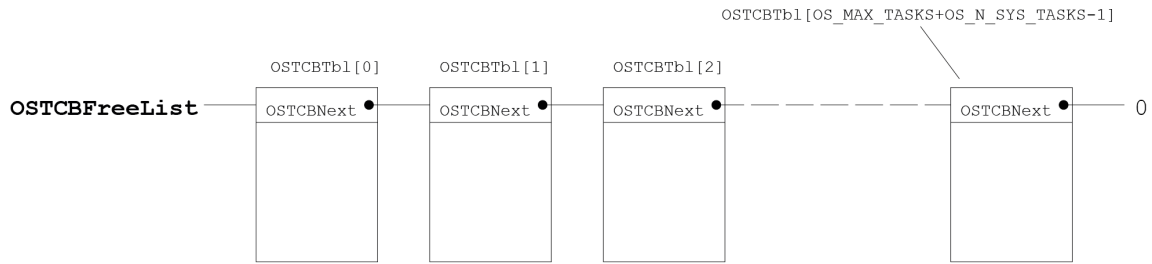 OSTCBTbl[OS_MAX_TASKS+OS_N_SYS_TASKS-1]
OSTCBTbl[0] OSTCBTbl[1] OSTCBTbl[2]
OSTCBFreeList OSTCBNext OSTCBNext OSTCBNext OSTCBNext 0